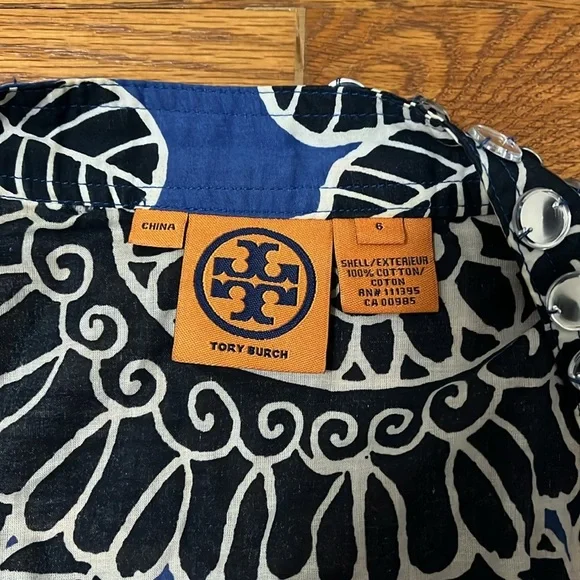 CHINA
TORY BURCH
6
SHELL/EXTERIEUR
100% COTTON/
COTON
RN# 111395
CA 00985